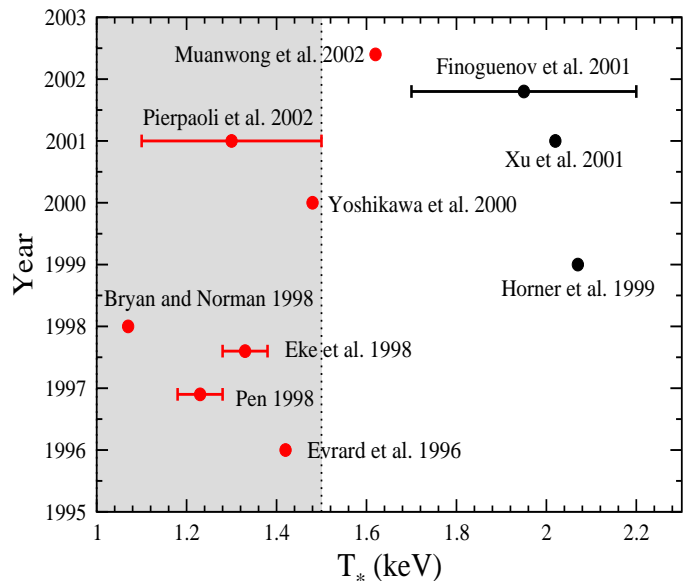 2003
Muanwong et al. 2002
Finoguenov et al. 2001
2002
Pierpaoli et al. 2002
2001
Xu et al. 2001
2000
Yoshikawa et al. 2000
Year
1999
Horner et al. 1999
Bryan and Norman 1998
1998
Eke et al. 1998
1997
Pen 1998
1996
Evrard et al. 1996
1995
1 1.2 1.4 1.6 1.8 2 2.2
T* (keV)